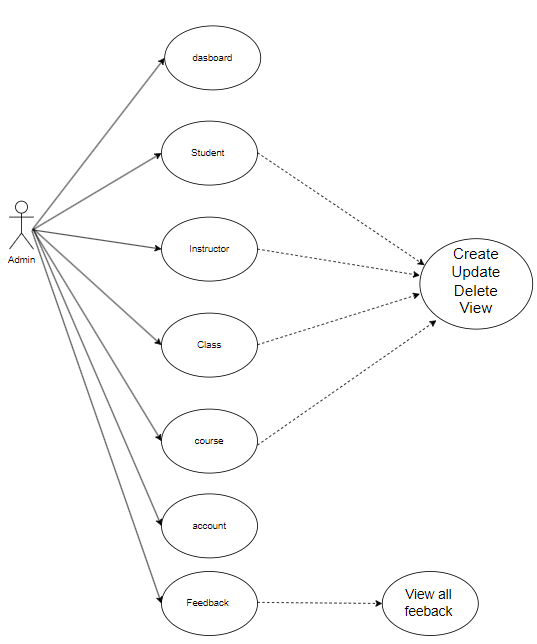 dasboard
Student
Admin
Instructor
Create
Update
Delete
View
Class
course
account
Feedback
View all
feeback